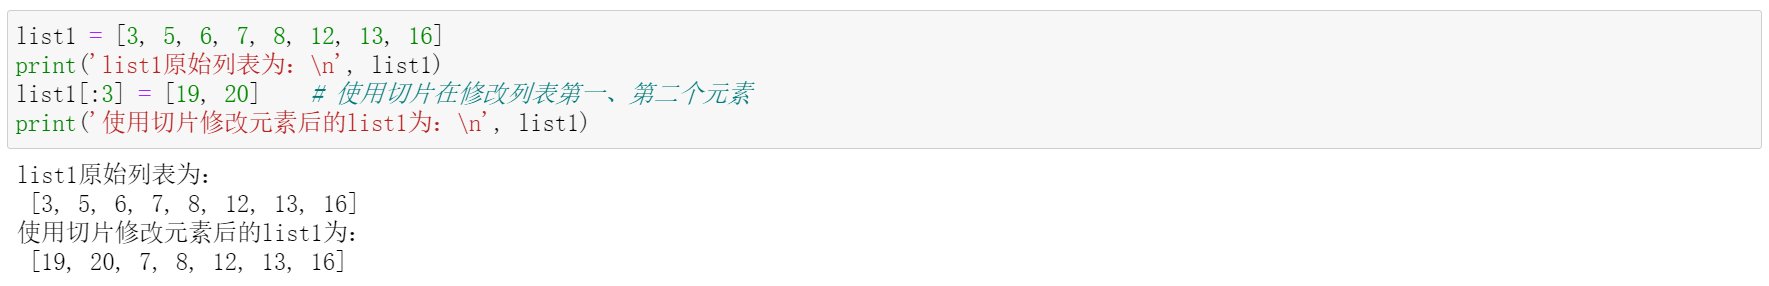 list1 = [3, 5, 6, 7, 8, 12, 13, 16]
print('list1原始列表为：\n', list1)
list1[:3] = [19, 20]    # 使用切片在修改列表第一、第二个元素
print('使用切片修改元素后的list1为：\n', list1)
list1原始列表为：
 [3, 5, 6, 7, 8, 12, 13, 16]
使用切片修改元素后的list1为：
 [19, 20, 7, 8, 12, 13, 16]